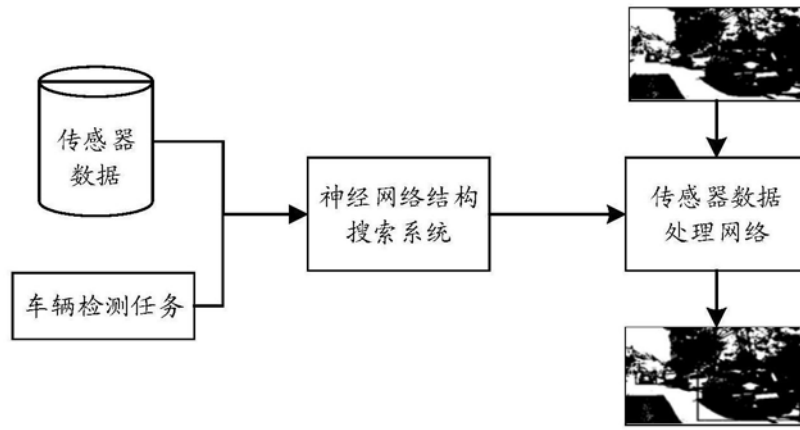 传感器
数据
神经网络结构
搜索系统
传感器数据
处理网络
车辆检测任务